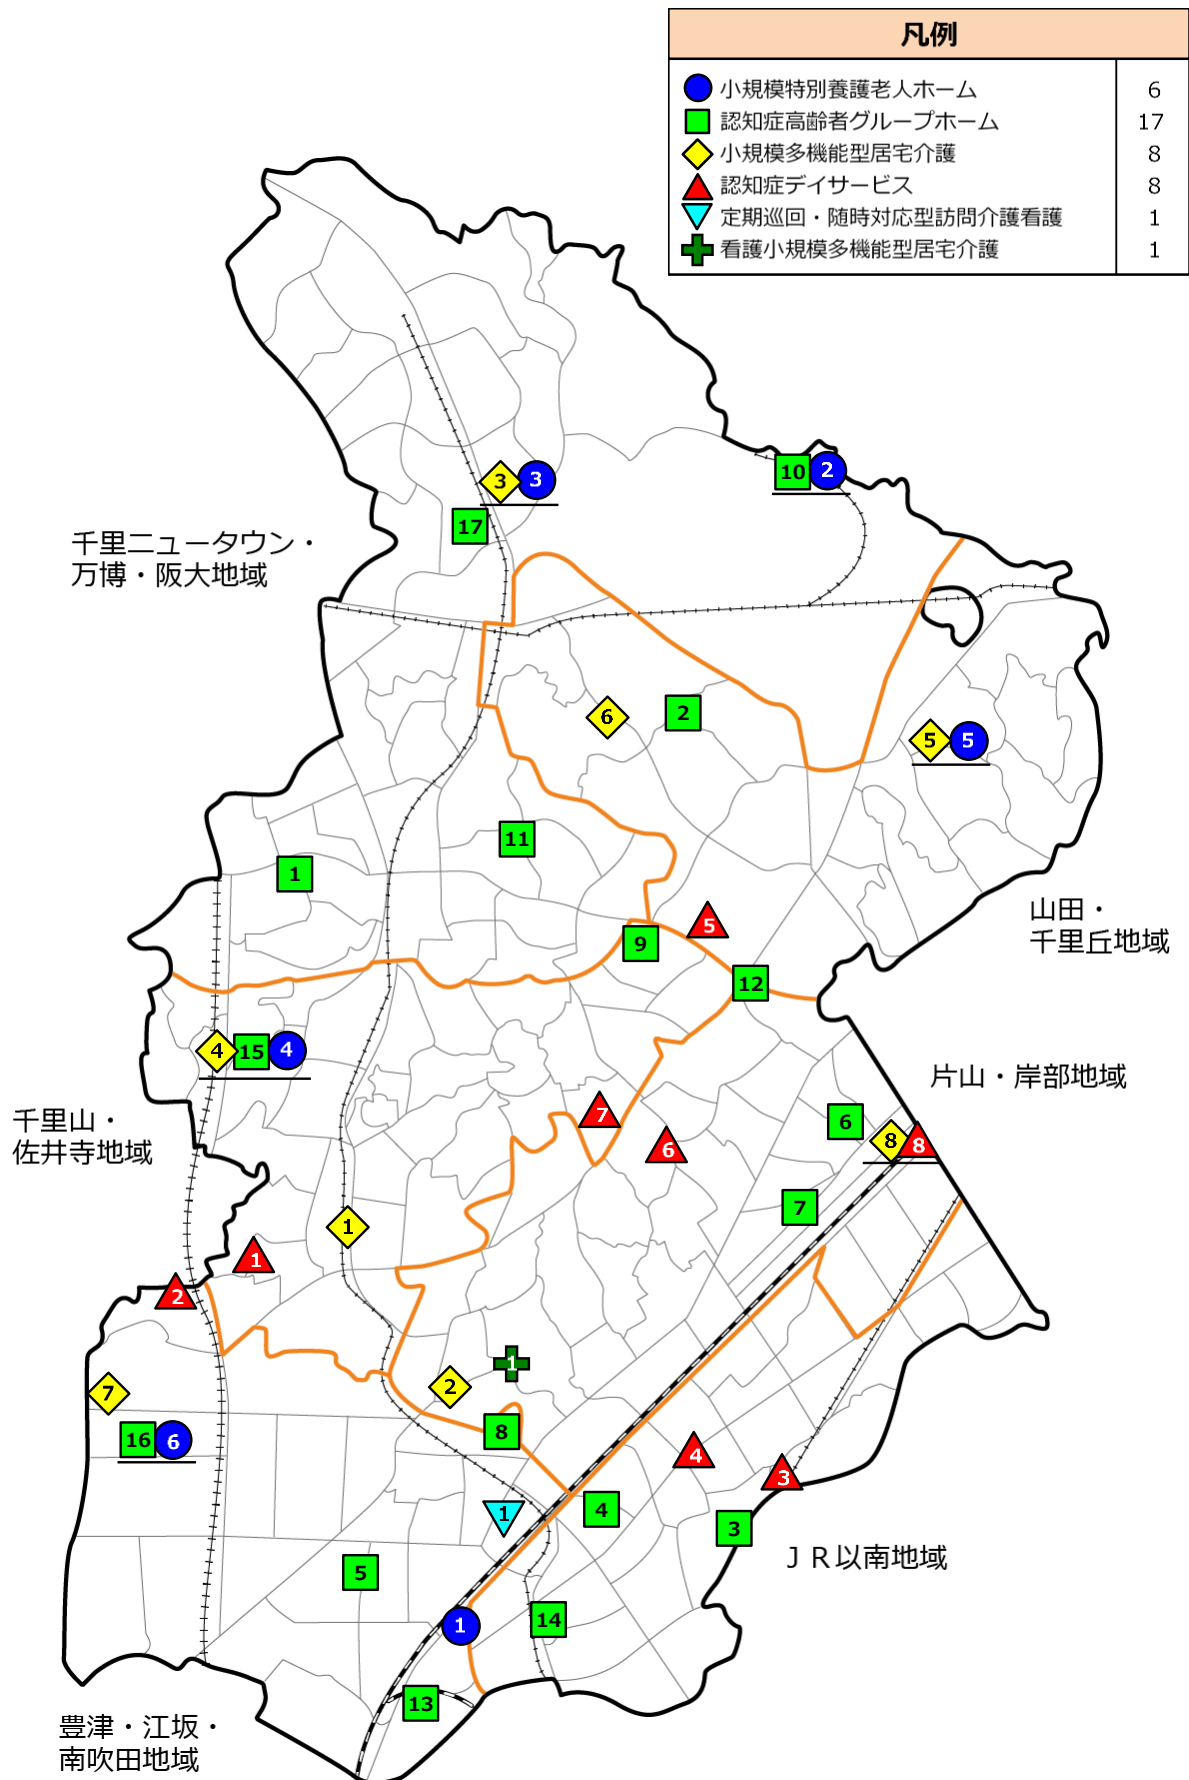 凡例
小規模特別養護老人ホーム 6
認知症高齢者グループホーム 17
小規模多機能型居宅介護 8
認知症デイサービス 8
定期巡回・随時対応型訪問介護看護 1
看護小規模多機能型居宅介護 1
10 2
3 3
17
千里ニュータウン・
万博・阪大地域
6
2
5 5
11
1
山田・
千里丘地域
5
9
12
4 15 4
片山・岸部地域
千里山・
佐井寺地域
7
6
6
8 8
7
1
1
2
1
2
7
8
16 6
4
3
1
4
3
ＪＲ以南地域
5
14
1
13
豊津・江坂・
南吹田地域